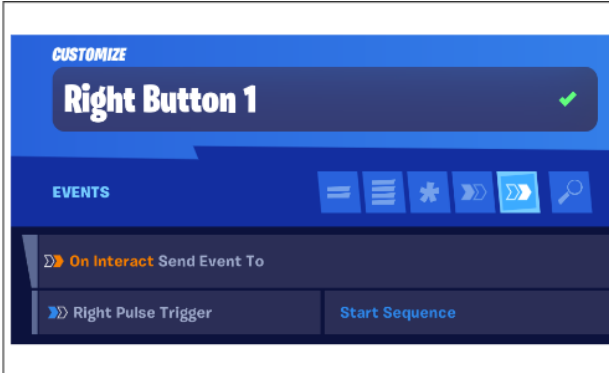 CUSTOMIZE
Right Button 1
EVENTS
On Interact Send Event To
Right Pulse Trigger Start Sequence